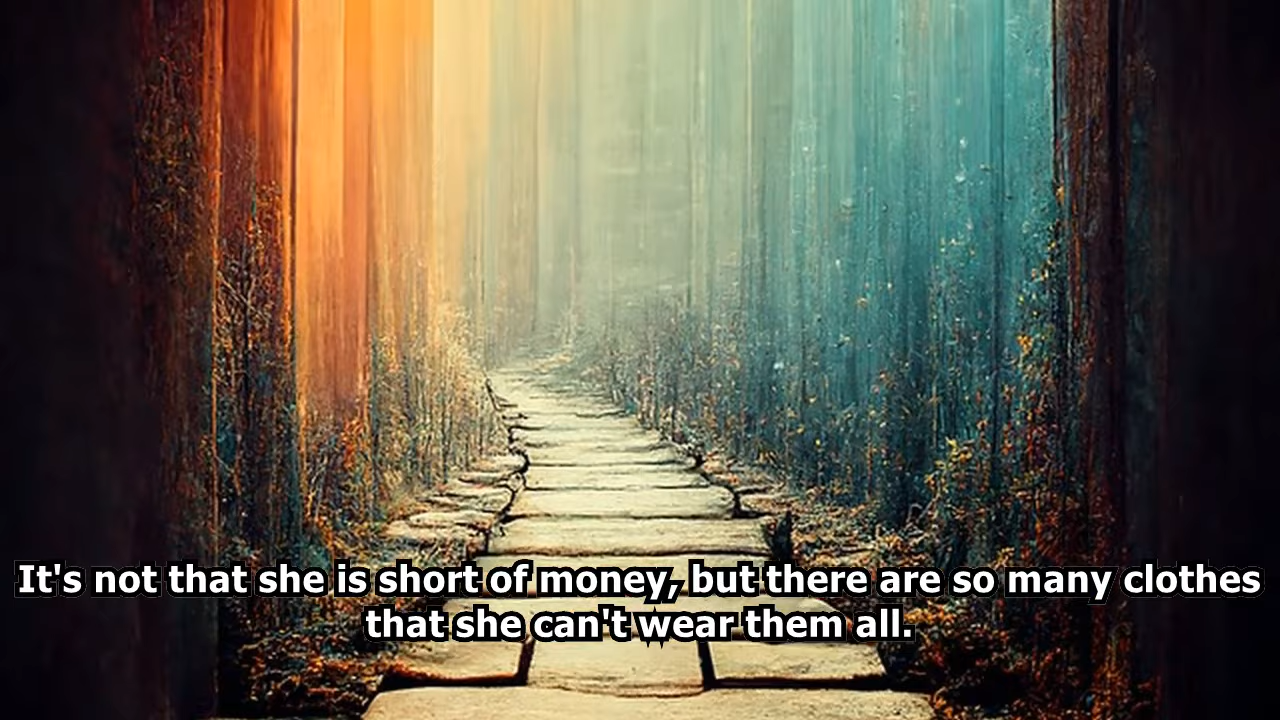 It's not that she is short of money, but there are so many clothes
that she can't wear them all.